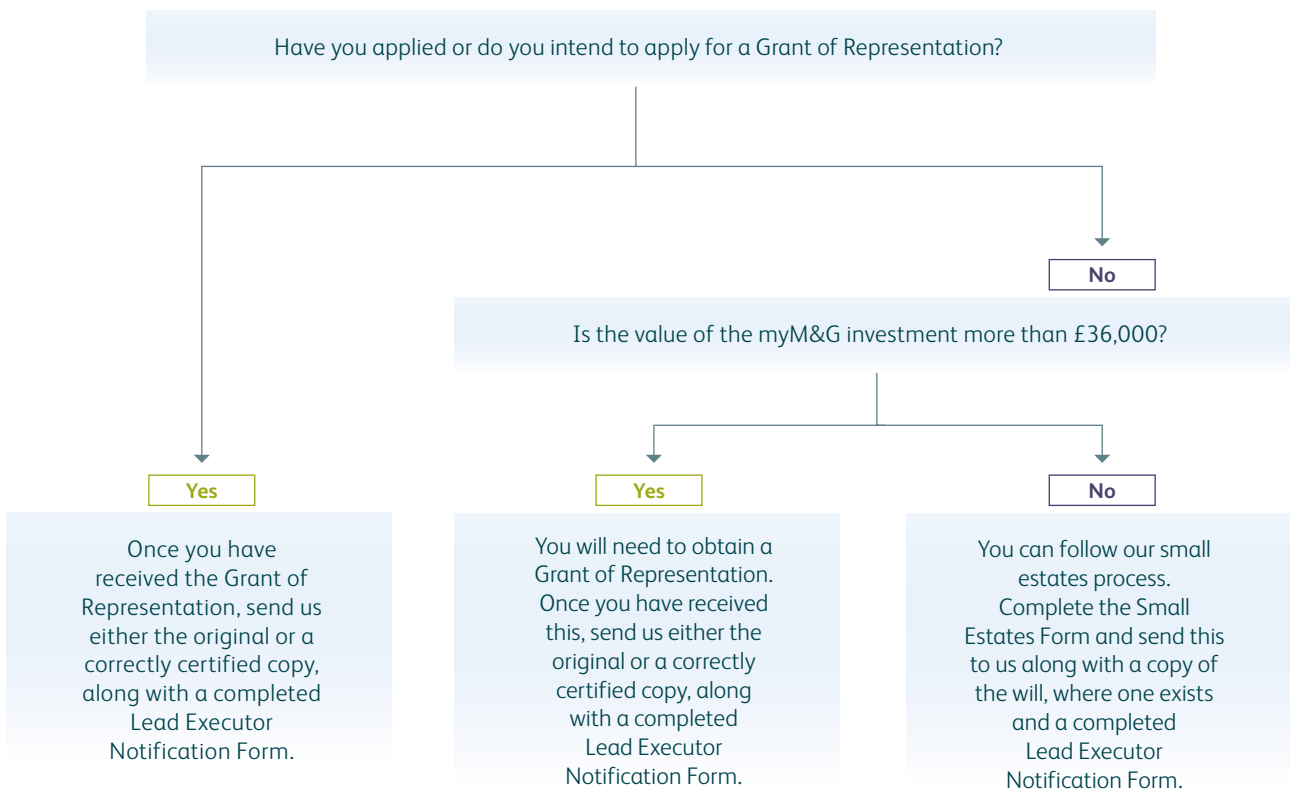 Have you applied or do you intend to apply for a Grant of Representation?
No
Is the value of the myM&G investment more than £36,000?
Yes
Once you have
received the Grant of
Representation, send us
either the original or a
correctly certified copy,
along with a completed
Lead Executor
Notification Form.
Yes
You will need to obtain a
Grant of Representation.
Once you have received
this, send us either the
original or a correctly
certified copy, along
with a completed
Lead Executor
Notification Form.
No
You can follow our small
estates process.
Complete the Small
Estates Form and send this
to us along with a copy of
the will, where one exists
and a completed
Lead Executor
Notification Form.